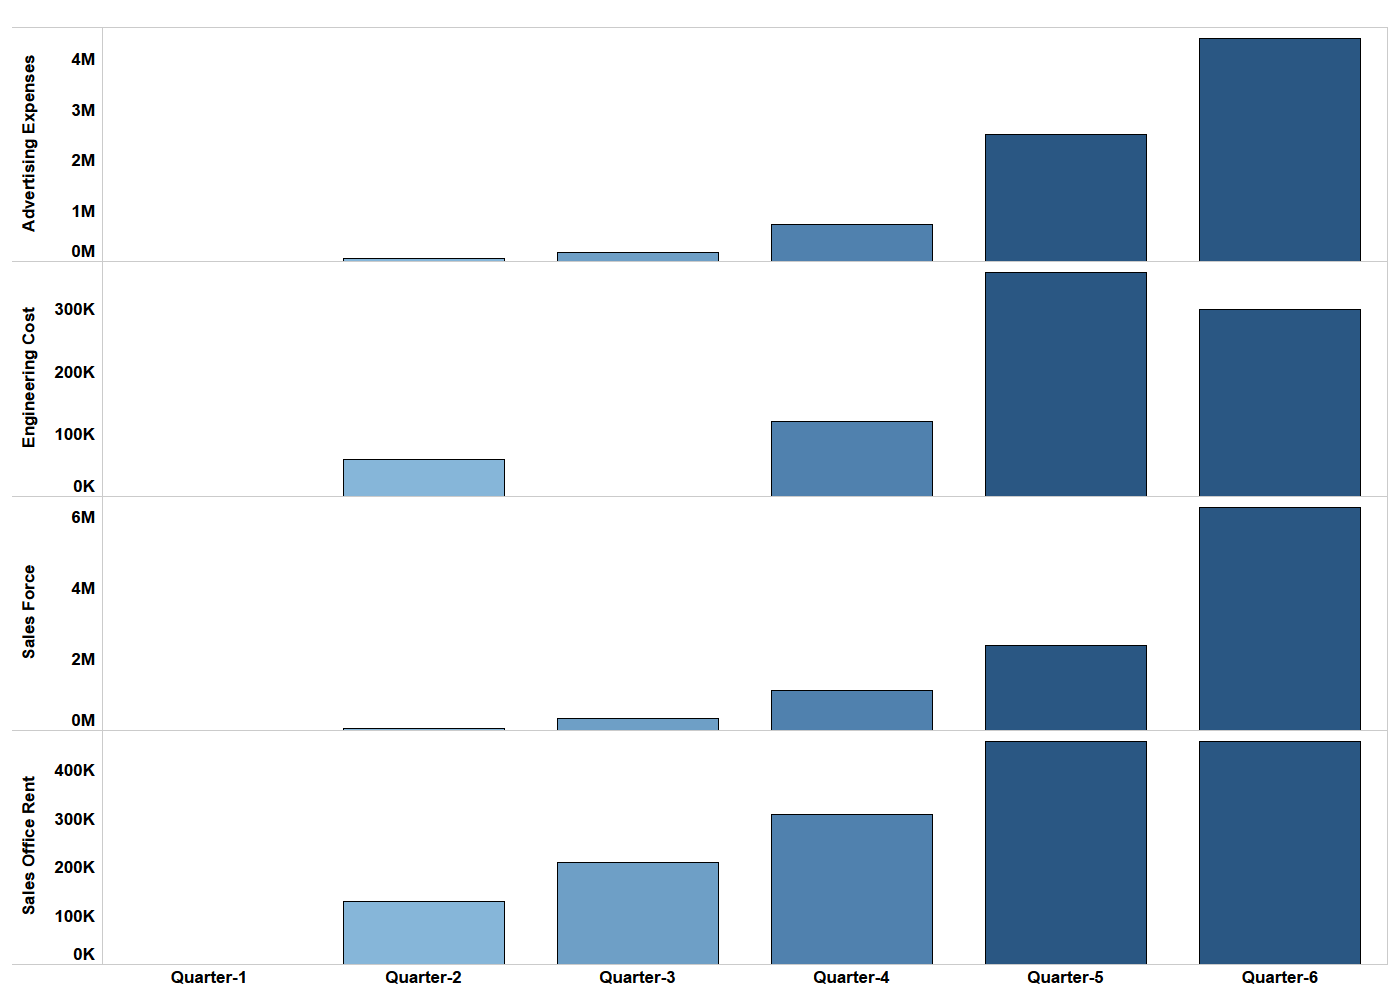 Advertising Expenses
4M
3M
2M
1M
0M
Engineering Cost
300K
200K
100K
0K
Sales Force
6M
4M
2M
0M
Sales Office Rent
400K
300K
200K
100K
0K
Quarter-1 Quarter-2 Quarter-3 Quarter-4 Quarter-5 Quarter-6